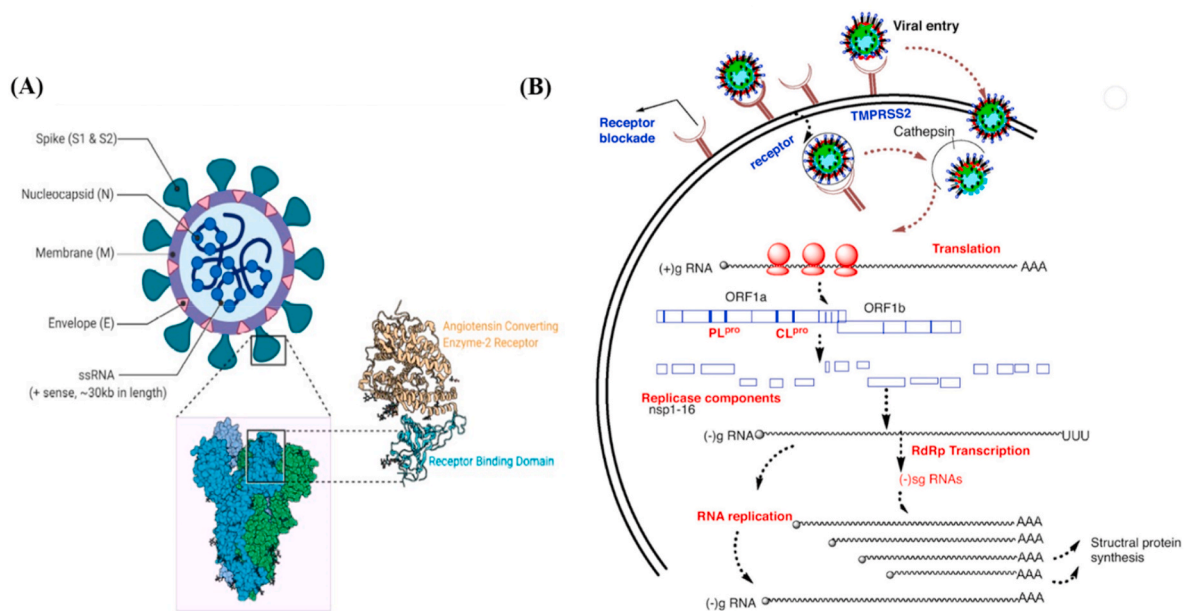 (A)
Spike (S1 & S2)
Nucleocapsid (N)
Membrane (M)
Envelope (E)
ssRNA
(+ sense, ~30kb in length)
Angiotensin Converting
Enzyme-2 Receptor
Receptor Binding Domain
(B)
Viral entry
Receptor
blockade
TMPRSS2
receptor
Cathepsin
Translation
(+)g RNA
AAA
ORF1a
ORF1b
PLpro
CLpro
Replicase components
nsp1-16
(-)g RNA
UUU
RdRp Transcription
(-)sg RNAs
RNA replication
AAA
AAA
AAA
AAA
Structral protein
synthesis
(-)g RNA
AAA